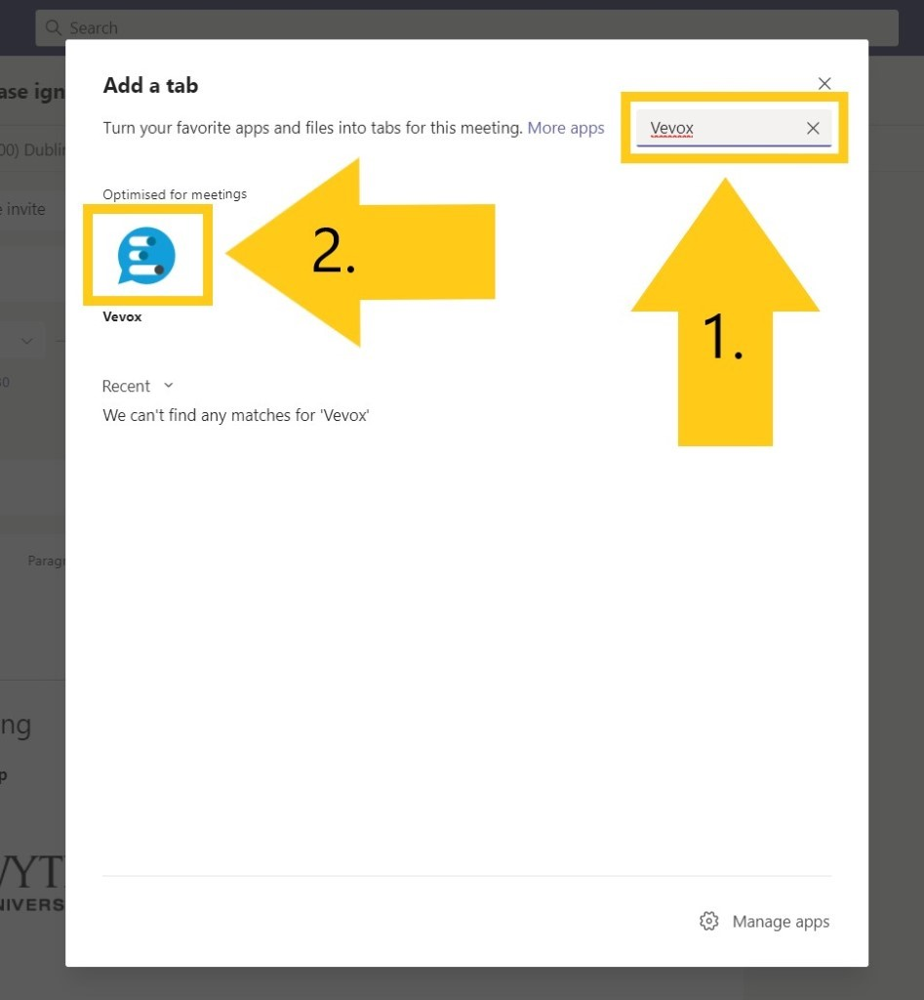 Search
Add a tab
ase ign
Turn your favorite apps and files into tabs for this meeting. More apps
Vevox
00) Dublin
Optimised for meetings
e invite
2.
Vevox
1.
Recent
We can't find any matches for 'Vevox'
Paragr
ng
p
WYT
NIVERS
Manage apps